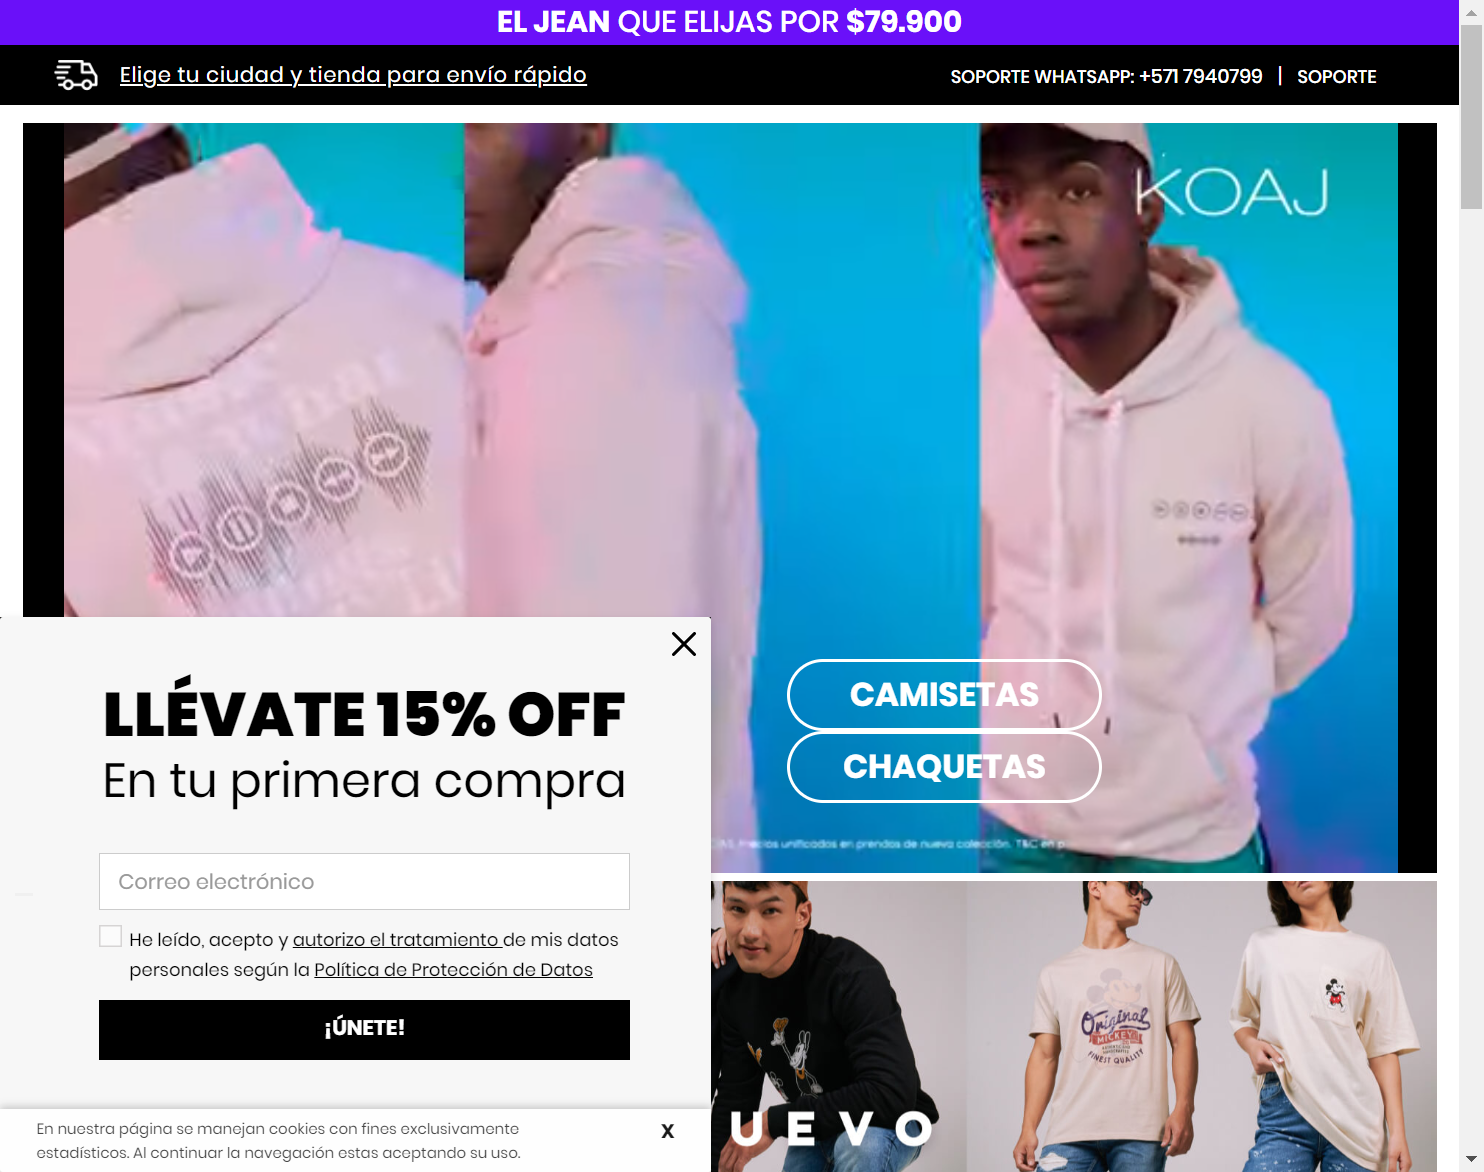 EL JEAN QUE ELIJAS POR $79.900
Elige tu ciudad y tienda para envío rápido
SOPORTE WHATSAPP: +571 7940799 | SOPORTE
KOAJ
CAMISETAS
CHAQUETAS
Precios unificados en prendas de nueva colección. T&C en p
LLÉVATE 15% OFF
En tu primera compra
Correo electrónico
He leído, acepto y autorizo el tratamiento de mis datos
personales según la Política de Protección de Datos
¡ÚNETE!
Original
MICKEY
FINEST QUALITY
UEVO
En nuestra página se manejan cookies con fines exclusivamente
estadísticos. Al continuar la navegación estas aceptando su uso.
X